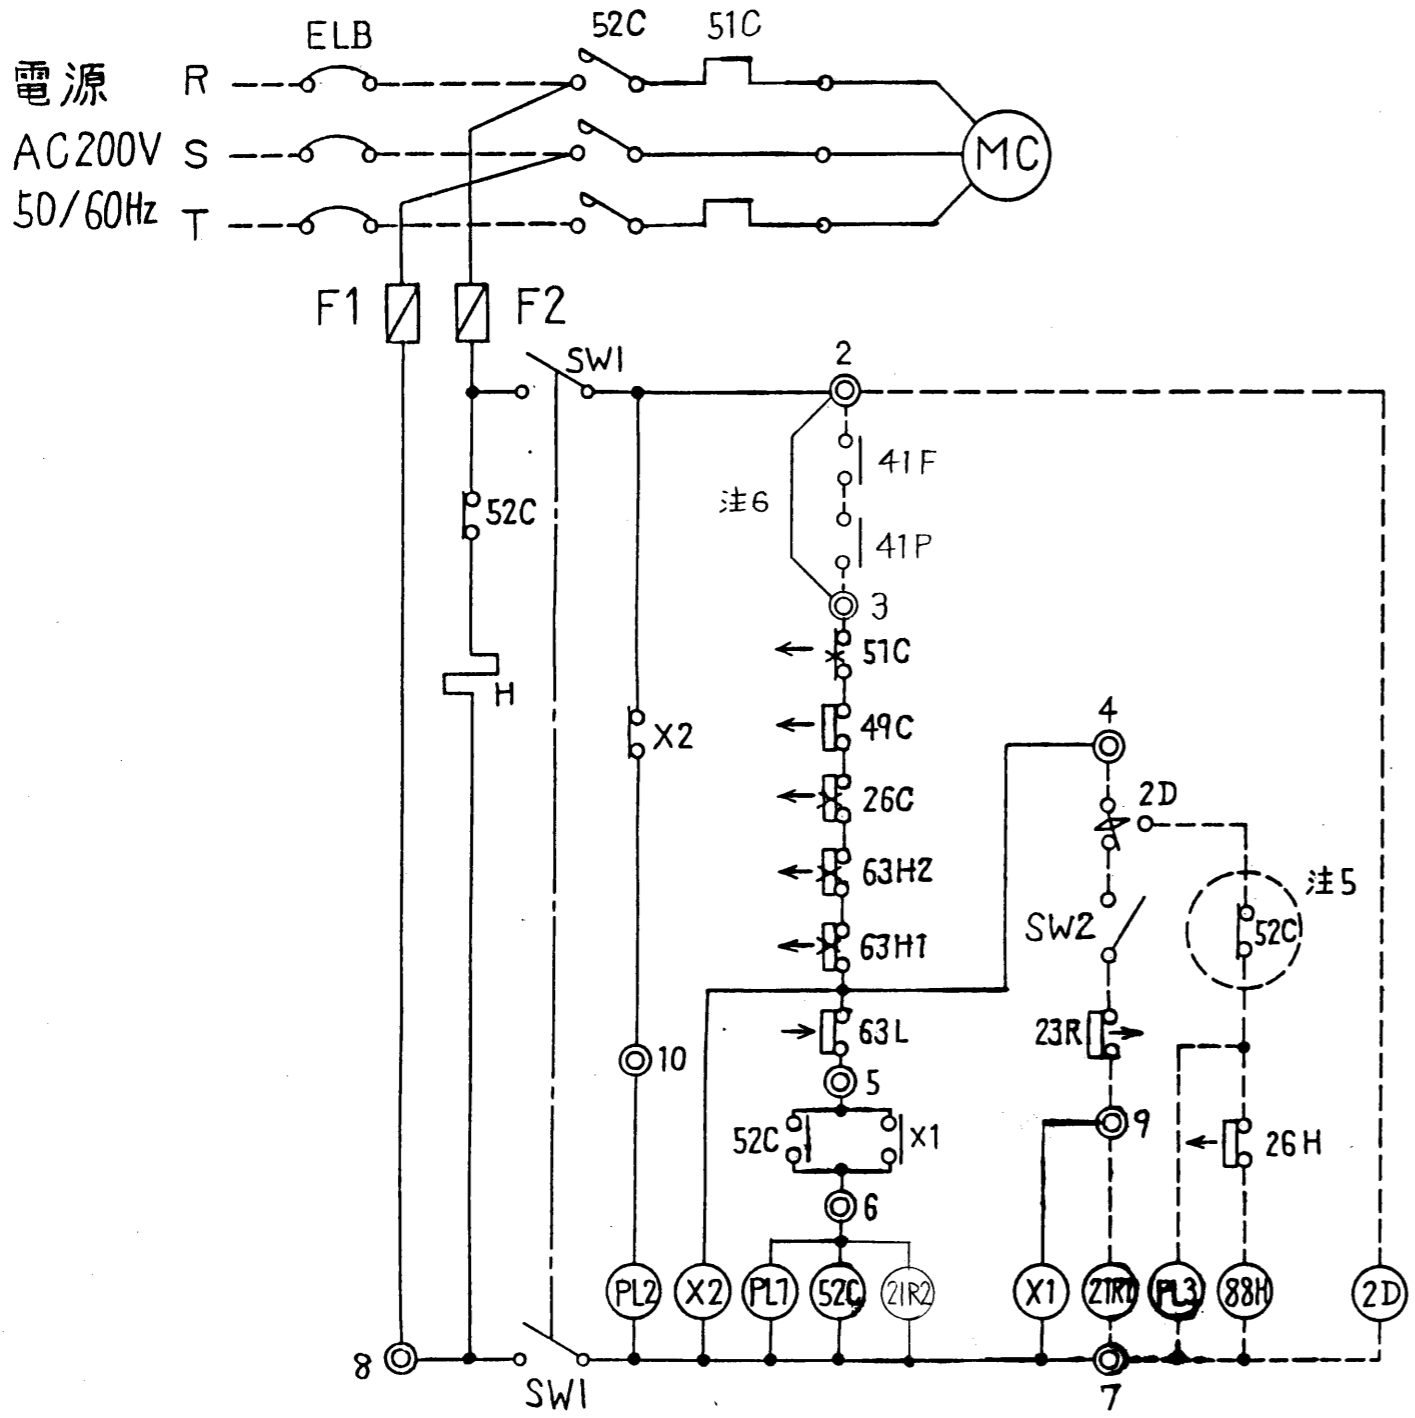 ELB
52C
51C
電源 R
AC200V S
50/60Hz T
MC
F1
F2
SW1
2
41F
注6
41P
52C
3
51C
H
X2
49C
4
26C
2D
63H2
注5
SW2
52C
63H1
63L
23R
10
5
52C
X1
9
26H
6
PL2
X2
PL1
52C
21R2
X1
21R1
PL3
88H
2D
8
SW1
7